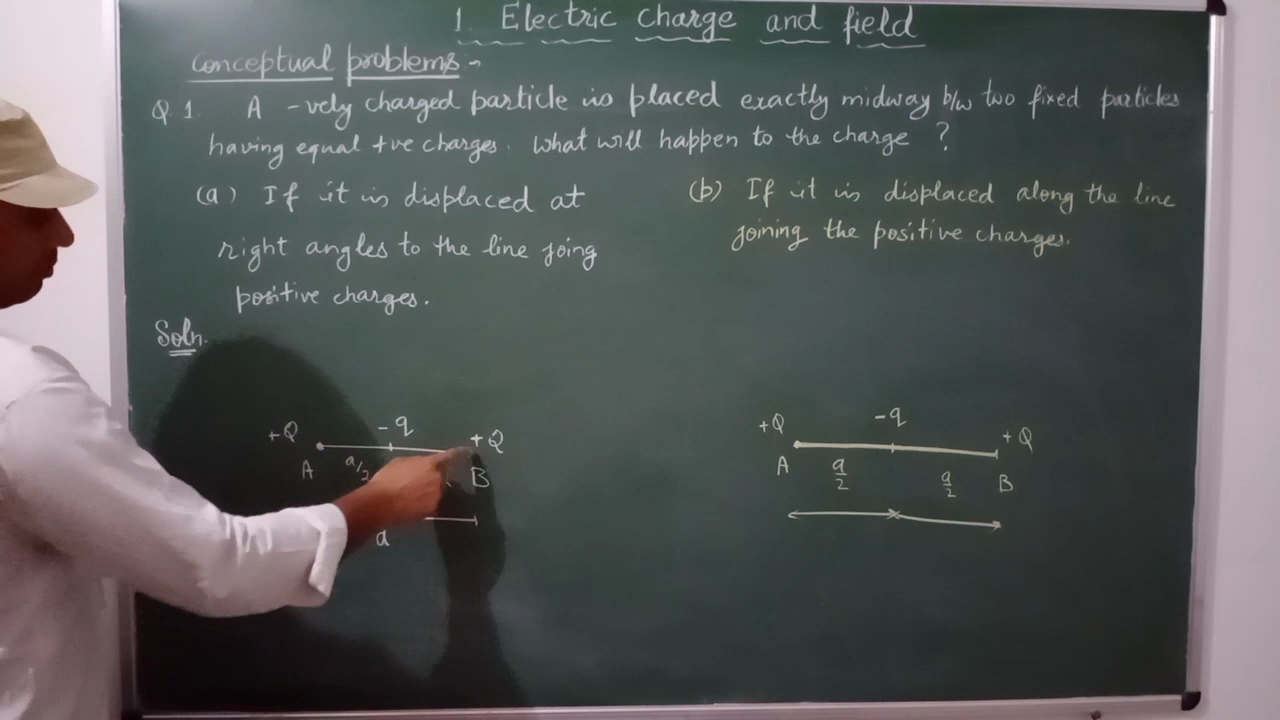 1. Electric charge and field
Conceptual problems -
Q.1. A -vely charged particle is placed exactly midway b/w two fixed particles
having equal +ve charges. What will happen to the charge ?
(a) If it is displaced at
right angles to the line joing
positive charges.
(b) If it is displaced along the line
joining the positive charges.
Soln.
+Q -q +Q
A a/2 B
a
+Q -q +Q
A a/2 a/2 B